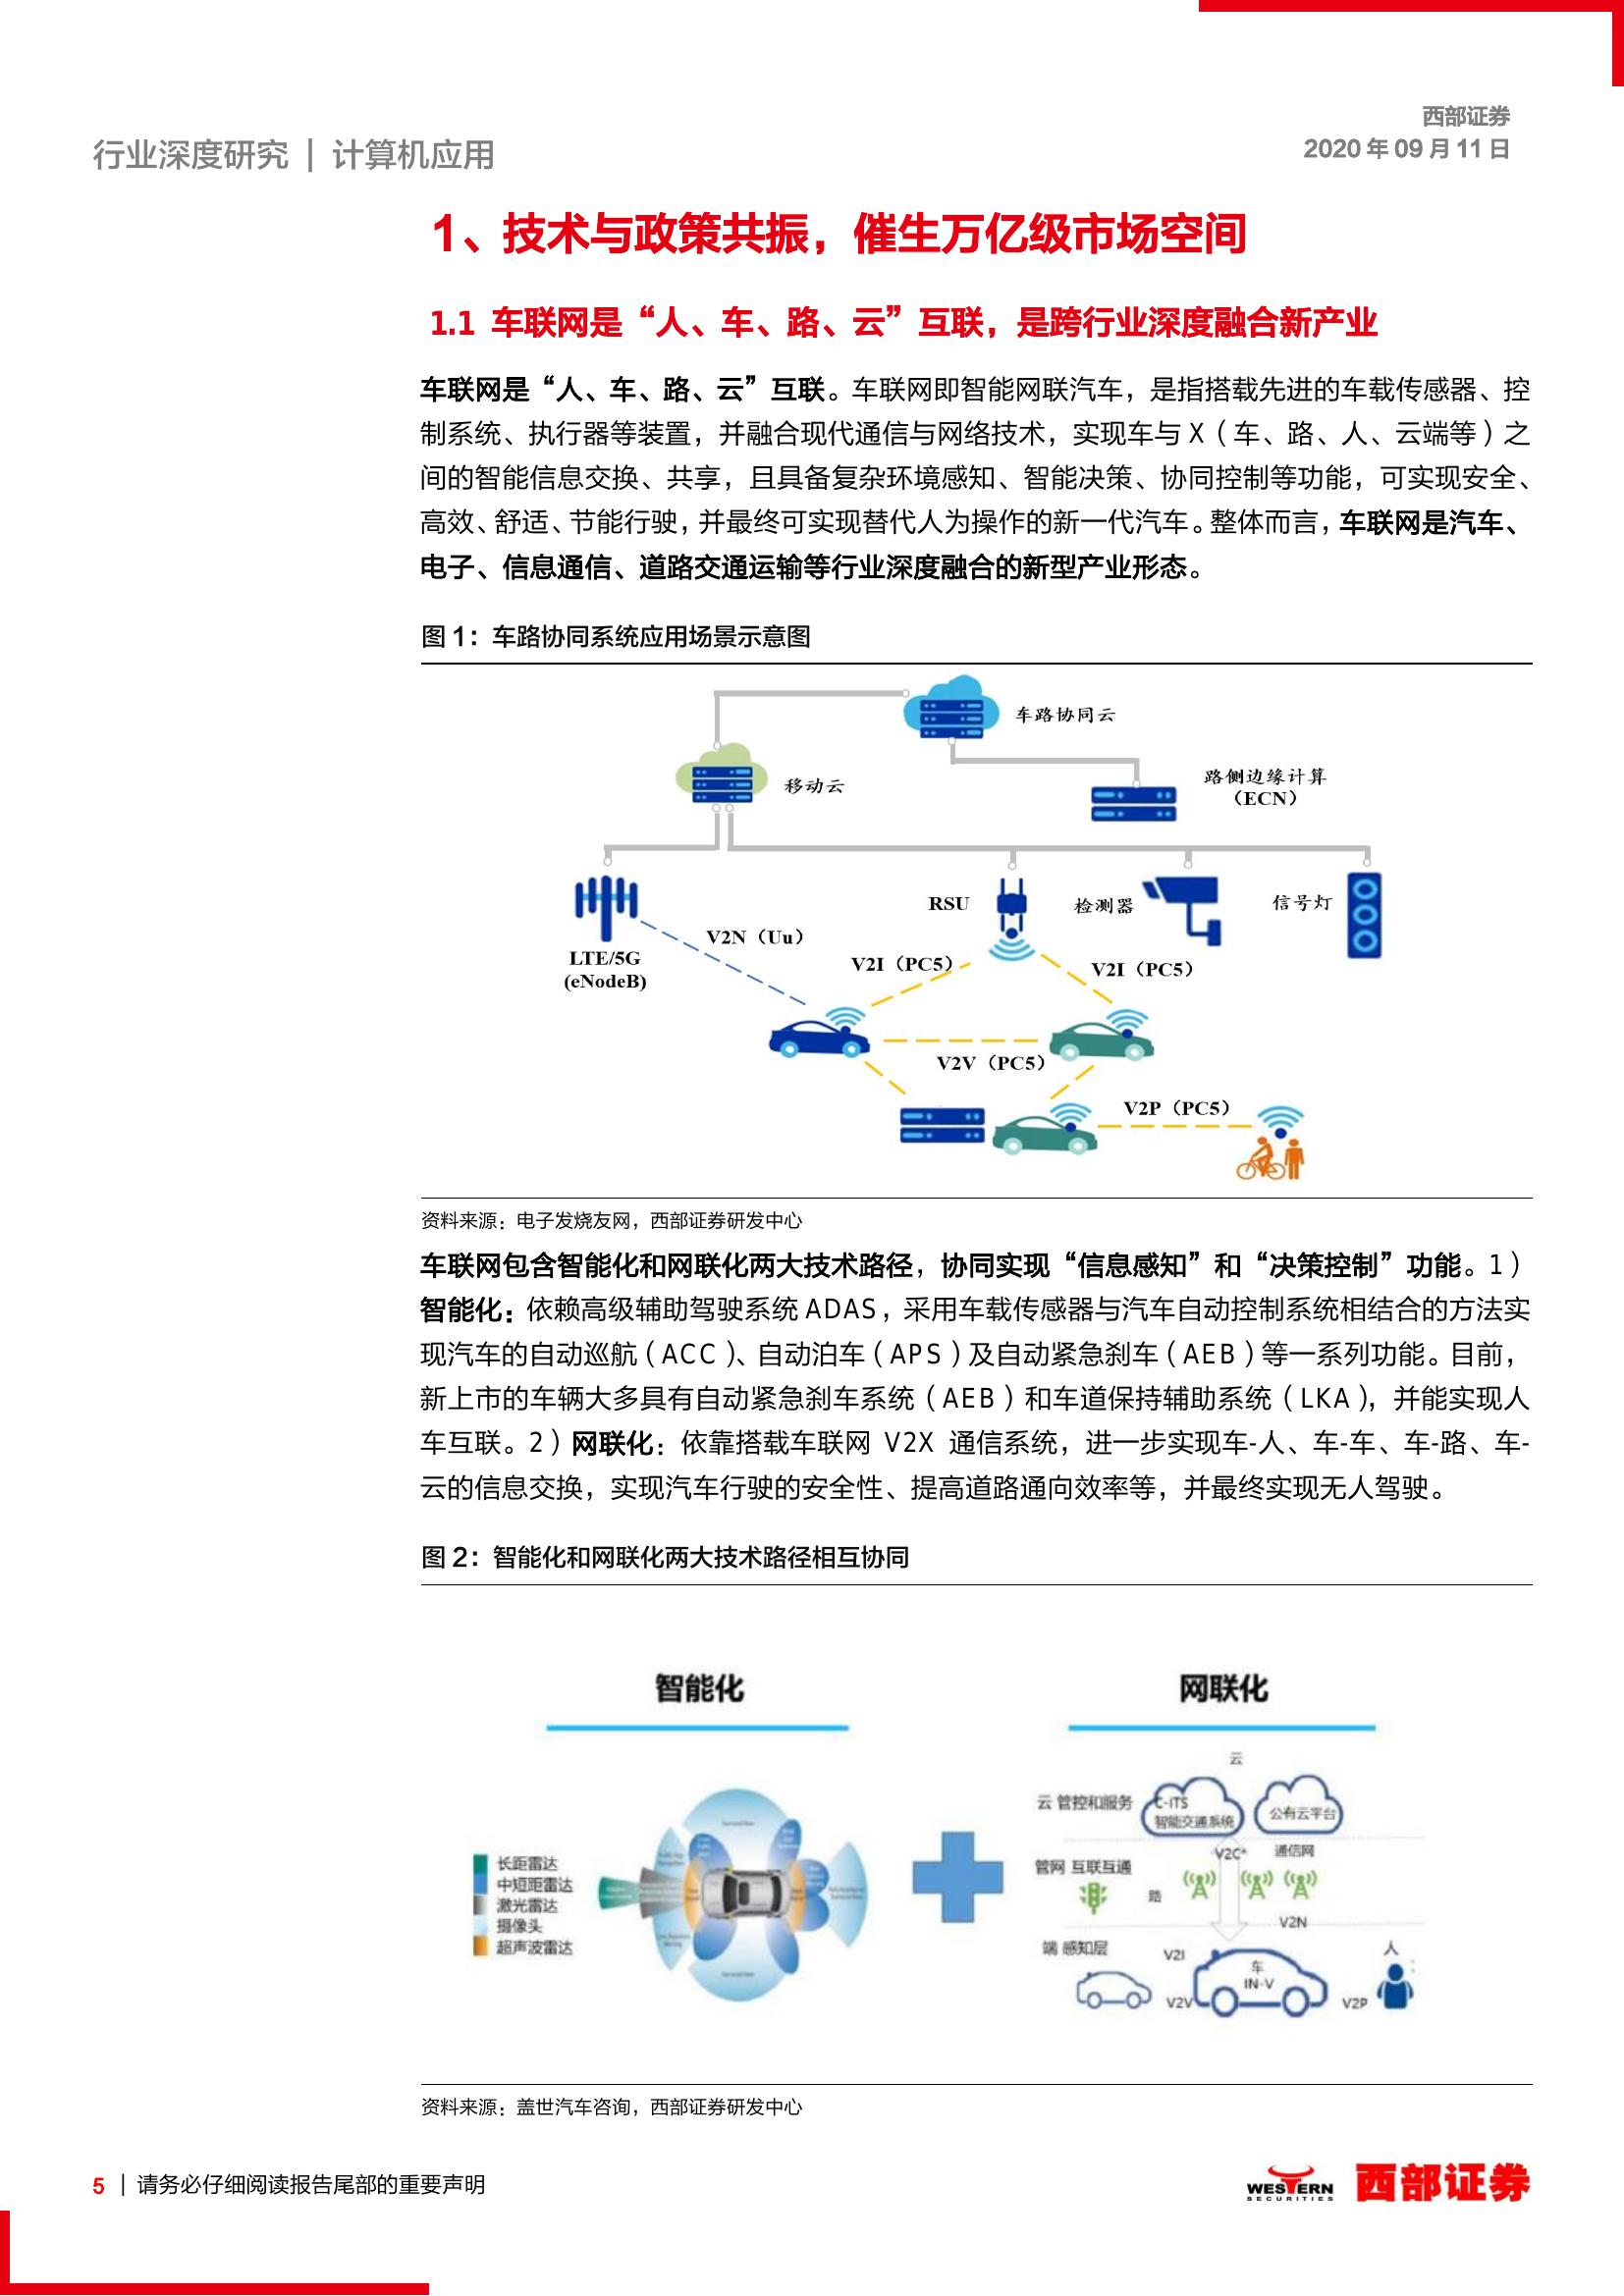 西部证券
行业深度研究 | 计算机应用
2020 年 09 月 11 日
1、技术与政策共振，催生万亿级市场空间
1.1 车联网是“人、车、路、云”互联，是跨行业深度融合新产业
车联网是“人、车、路、云”互联。车联网即智能网联汽车，是指搭载先进的车载传感器、控
制系统、执行器等装置，并融合现代通信与网络技术，实现车与 X（车、路、人、云端等）之
间的智能信息交换、共享，且具备复杂环境感知、智能决策、协同控制等功能，可实现安全、
高效、舒适、节能行驶，并最终可实现替代人为操作的新一代汽车。整体而言，车联网是汽车、
电子、信息通信、道路交通运输等行业深度融合的新型产业形态。
图 1：车路协同系统应用场景示意图
车路协同云
移动云
路侧边缘计算
（ECN）
RSU
检测器
信号灯
V2N（Uu）
LTE/5G
(eNodeB)
V2I（PC5）
V2I（PC5）
V2V（PC5）
V2P（PC5）
资料来源：电子发烧友网，西部证券研发中心
车联网包含智能化和网联化两大技术路径，协同实现“信息感知”和“决策控制”功能。1）
智能化：依赖高级辅助驾驶系统 ADAS，采用车载传感器与汽车自动控制系统相结合的方法实
现汽车的自动巡航（ACC）、自动泊车（APS）及自动紧急刹车（AEB）等一系列功能。目前，
新上市的车辆大多具有自动紧急刹车系统（AEB）和车道保持辅助系统（LKA），并能实现人
车互联。2）网联化：依靠搭载车联网 V2X 通信系统，进一步实现车-人、车-车、车-路、车-
云的信息交换，实现汽车行驶的安全性、提高道路通向效率等，并最终实现无人驾驶。
图 2：智能化和网联化两大技术路径相互协同
智能化
网联化
长距雷达
中短距雷达
激光雷达
摄像头
超声波雷达
云
云 管控和服务
C-ITS
智能交通系统
公有云平台
V2C
通信网
管网 互联互通
路
V2N
端 感知层
V2I
车
IN-V
人
V2V
V2P
资料来源：盖世汽车咨询，西部证券研发中心
5 | 请务必仔细阅读报告尾部的重要声明
WESTERN
SECURITIES
西部证券